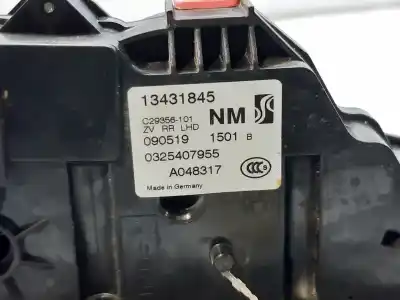 13431845
C29356-101
ZV RR LHD
NM
090519 1501 B
0325407955
A048317
Made in Germany